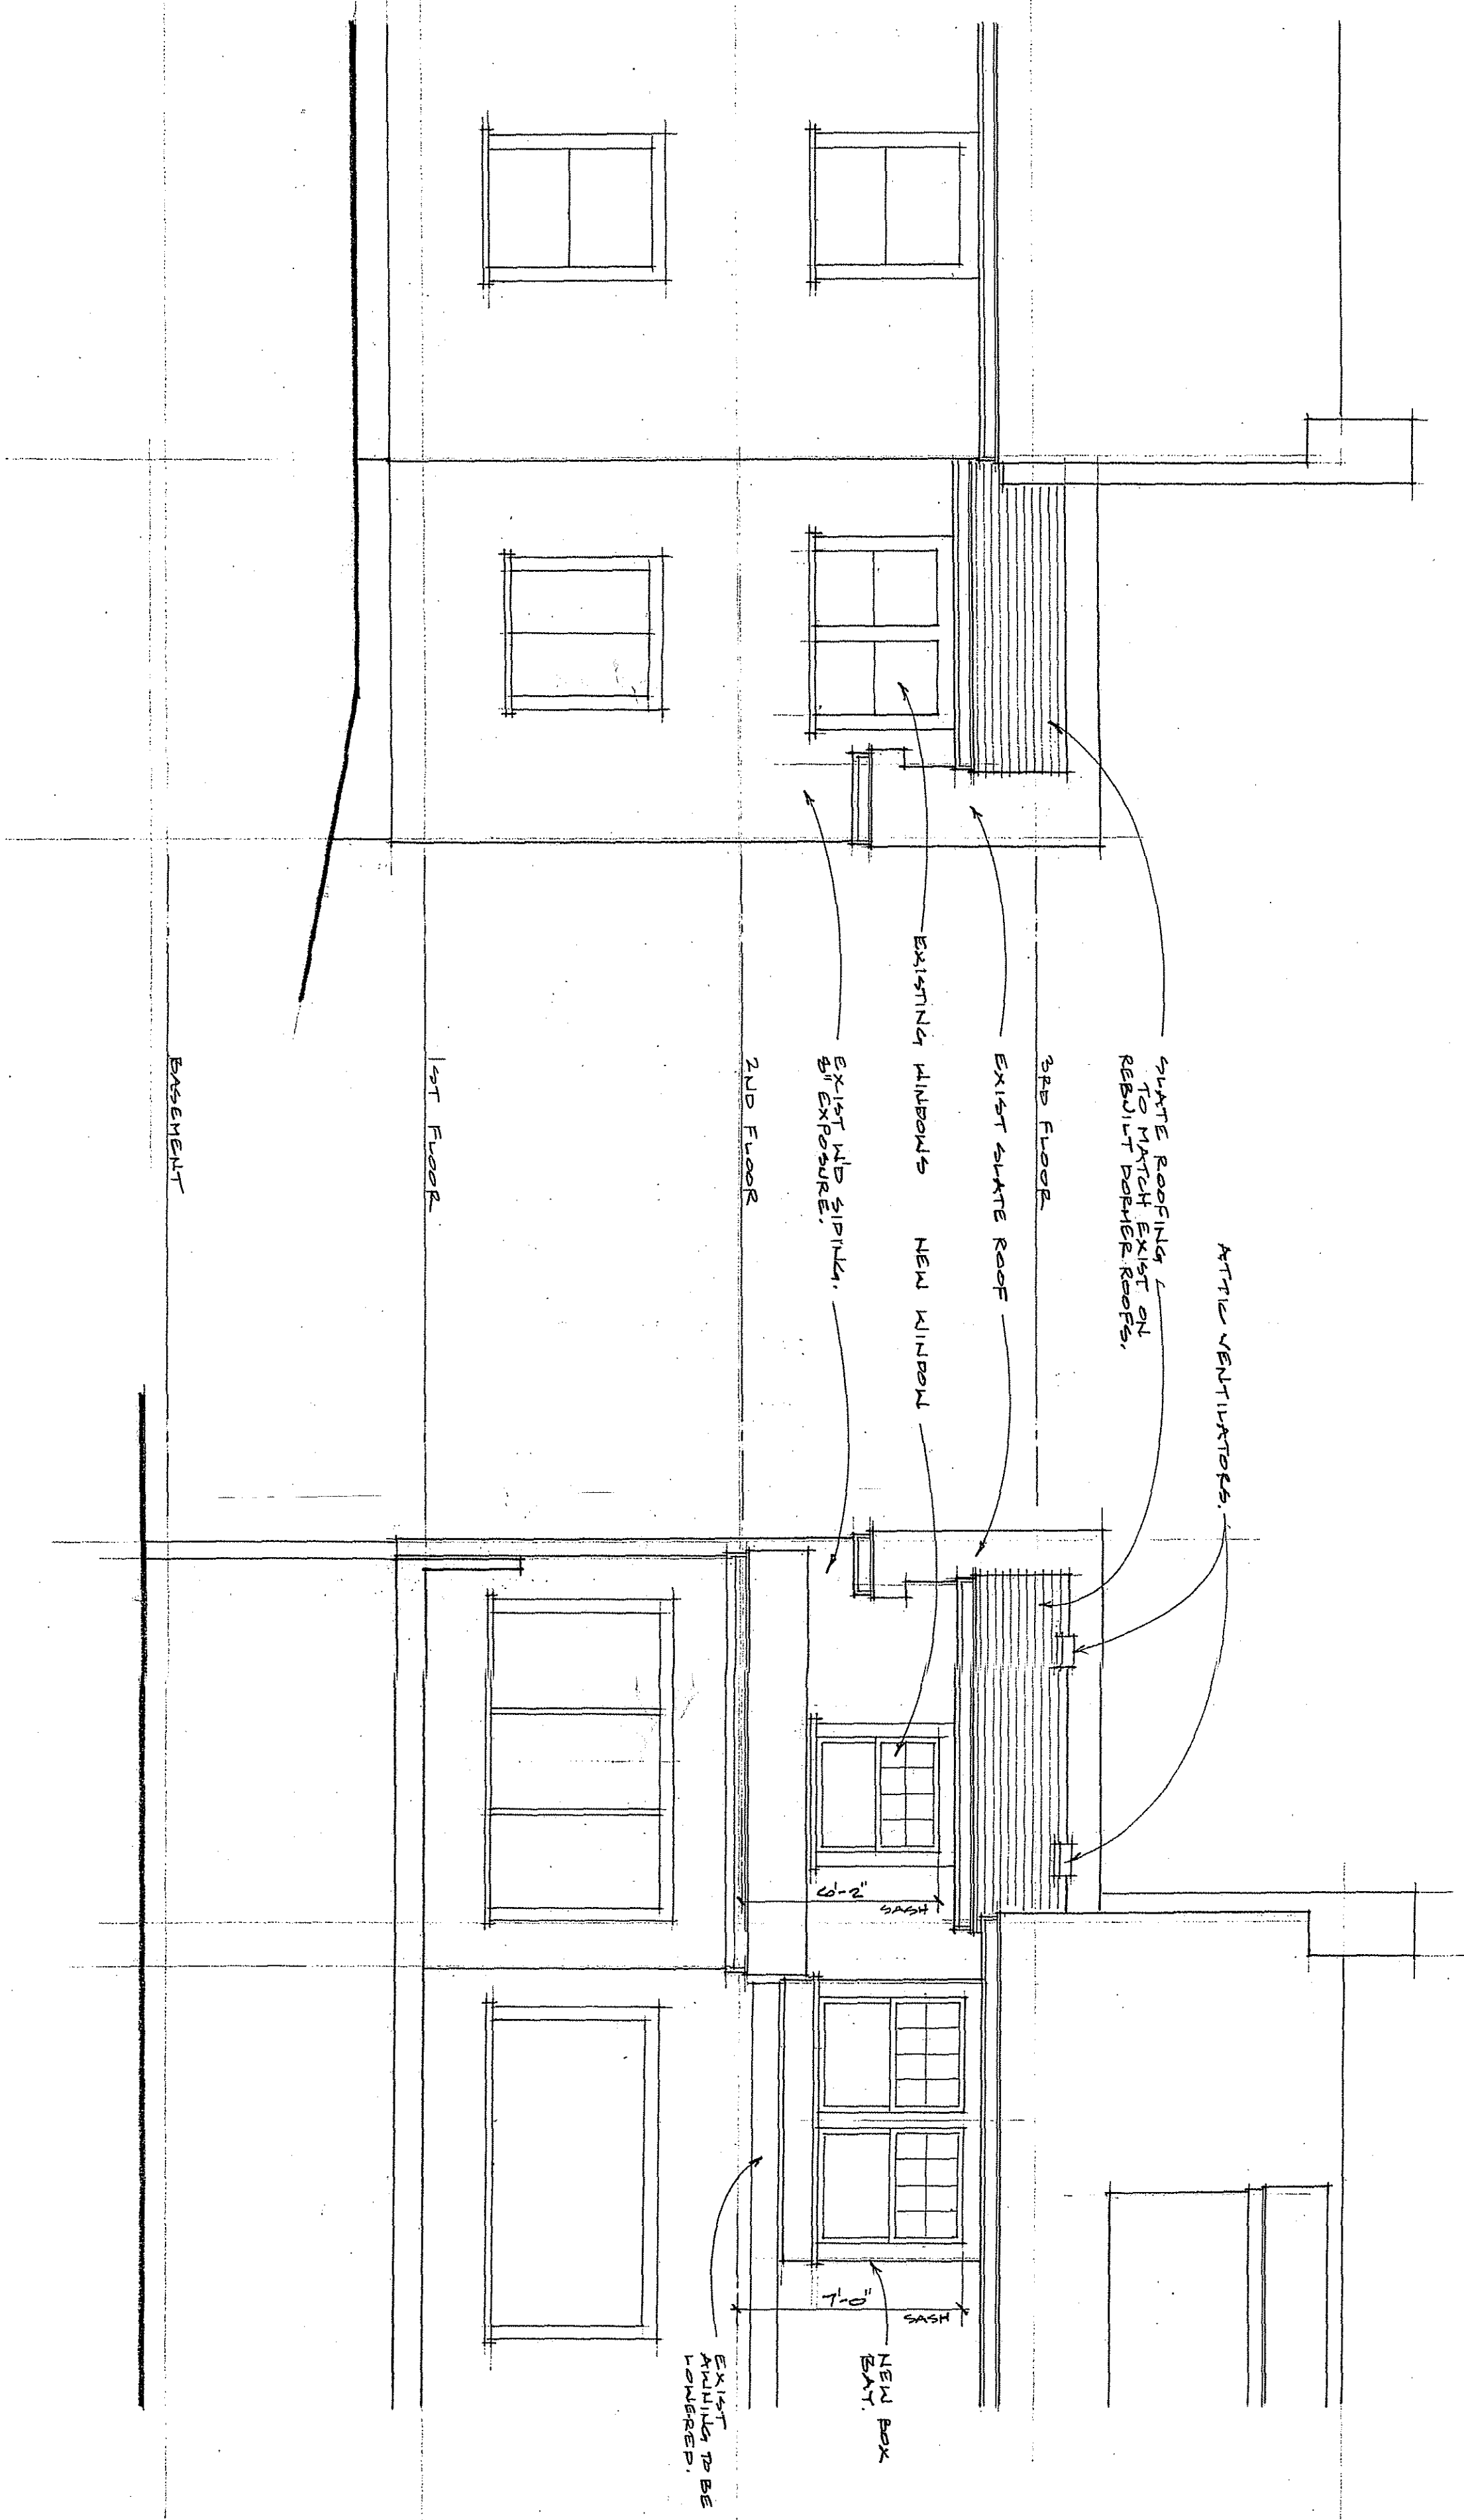 ATTIC VENTILATORS.
SLATE ROOFING
TO MATCH EXIST ON
REBUILT DORMER ROOFS.
3RD FLOOR
EXIST SLATE ROOF
EXISTING WINDOWS
NEW WINDOW
EXIST W'D SIDING.
8" EXPOSURE.
2ND FLOOR
1ST FLOOR
BASEMENT
6'-2"
SASH
7'-0"
SASH
NEW BOX
BAY.
EXIST
AWNING TO BE
LOWERED.